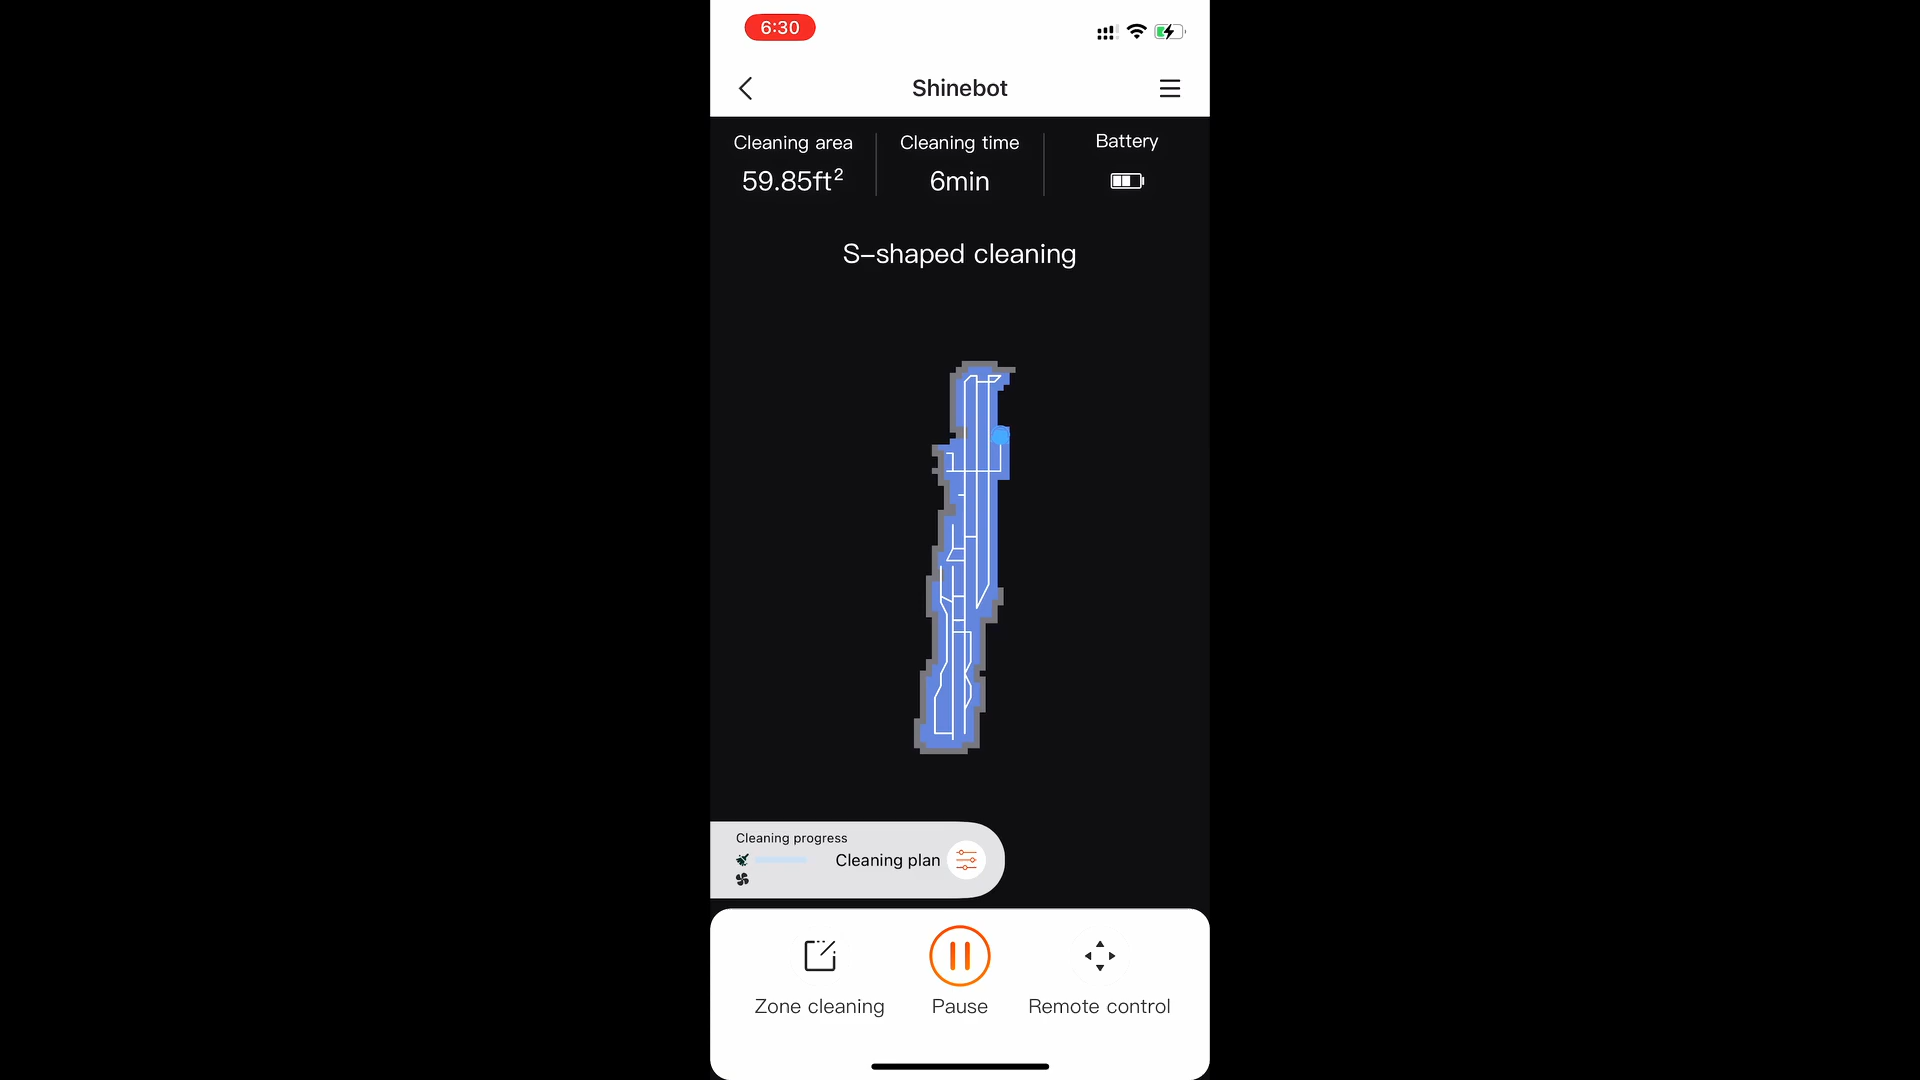 6:30
Shinebot
Cleaning area
Cleaning time
Battery
59.85ft²
6min
S-shaped cleaning
Cleaning progress
Cleaning plan
Zone cleaning
Pause
Remote control